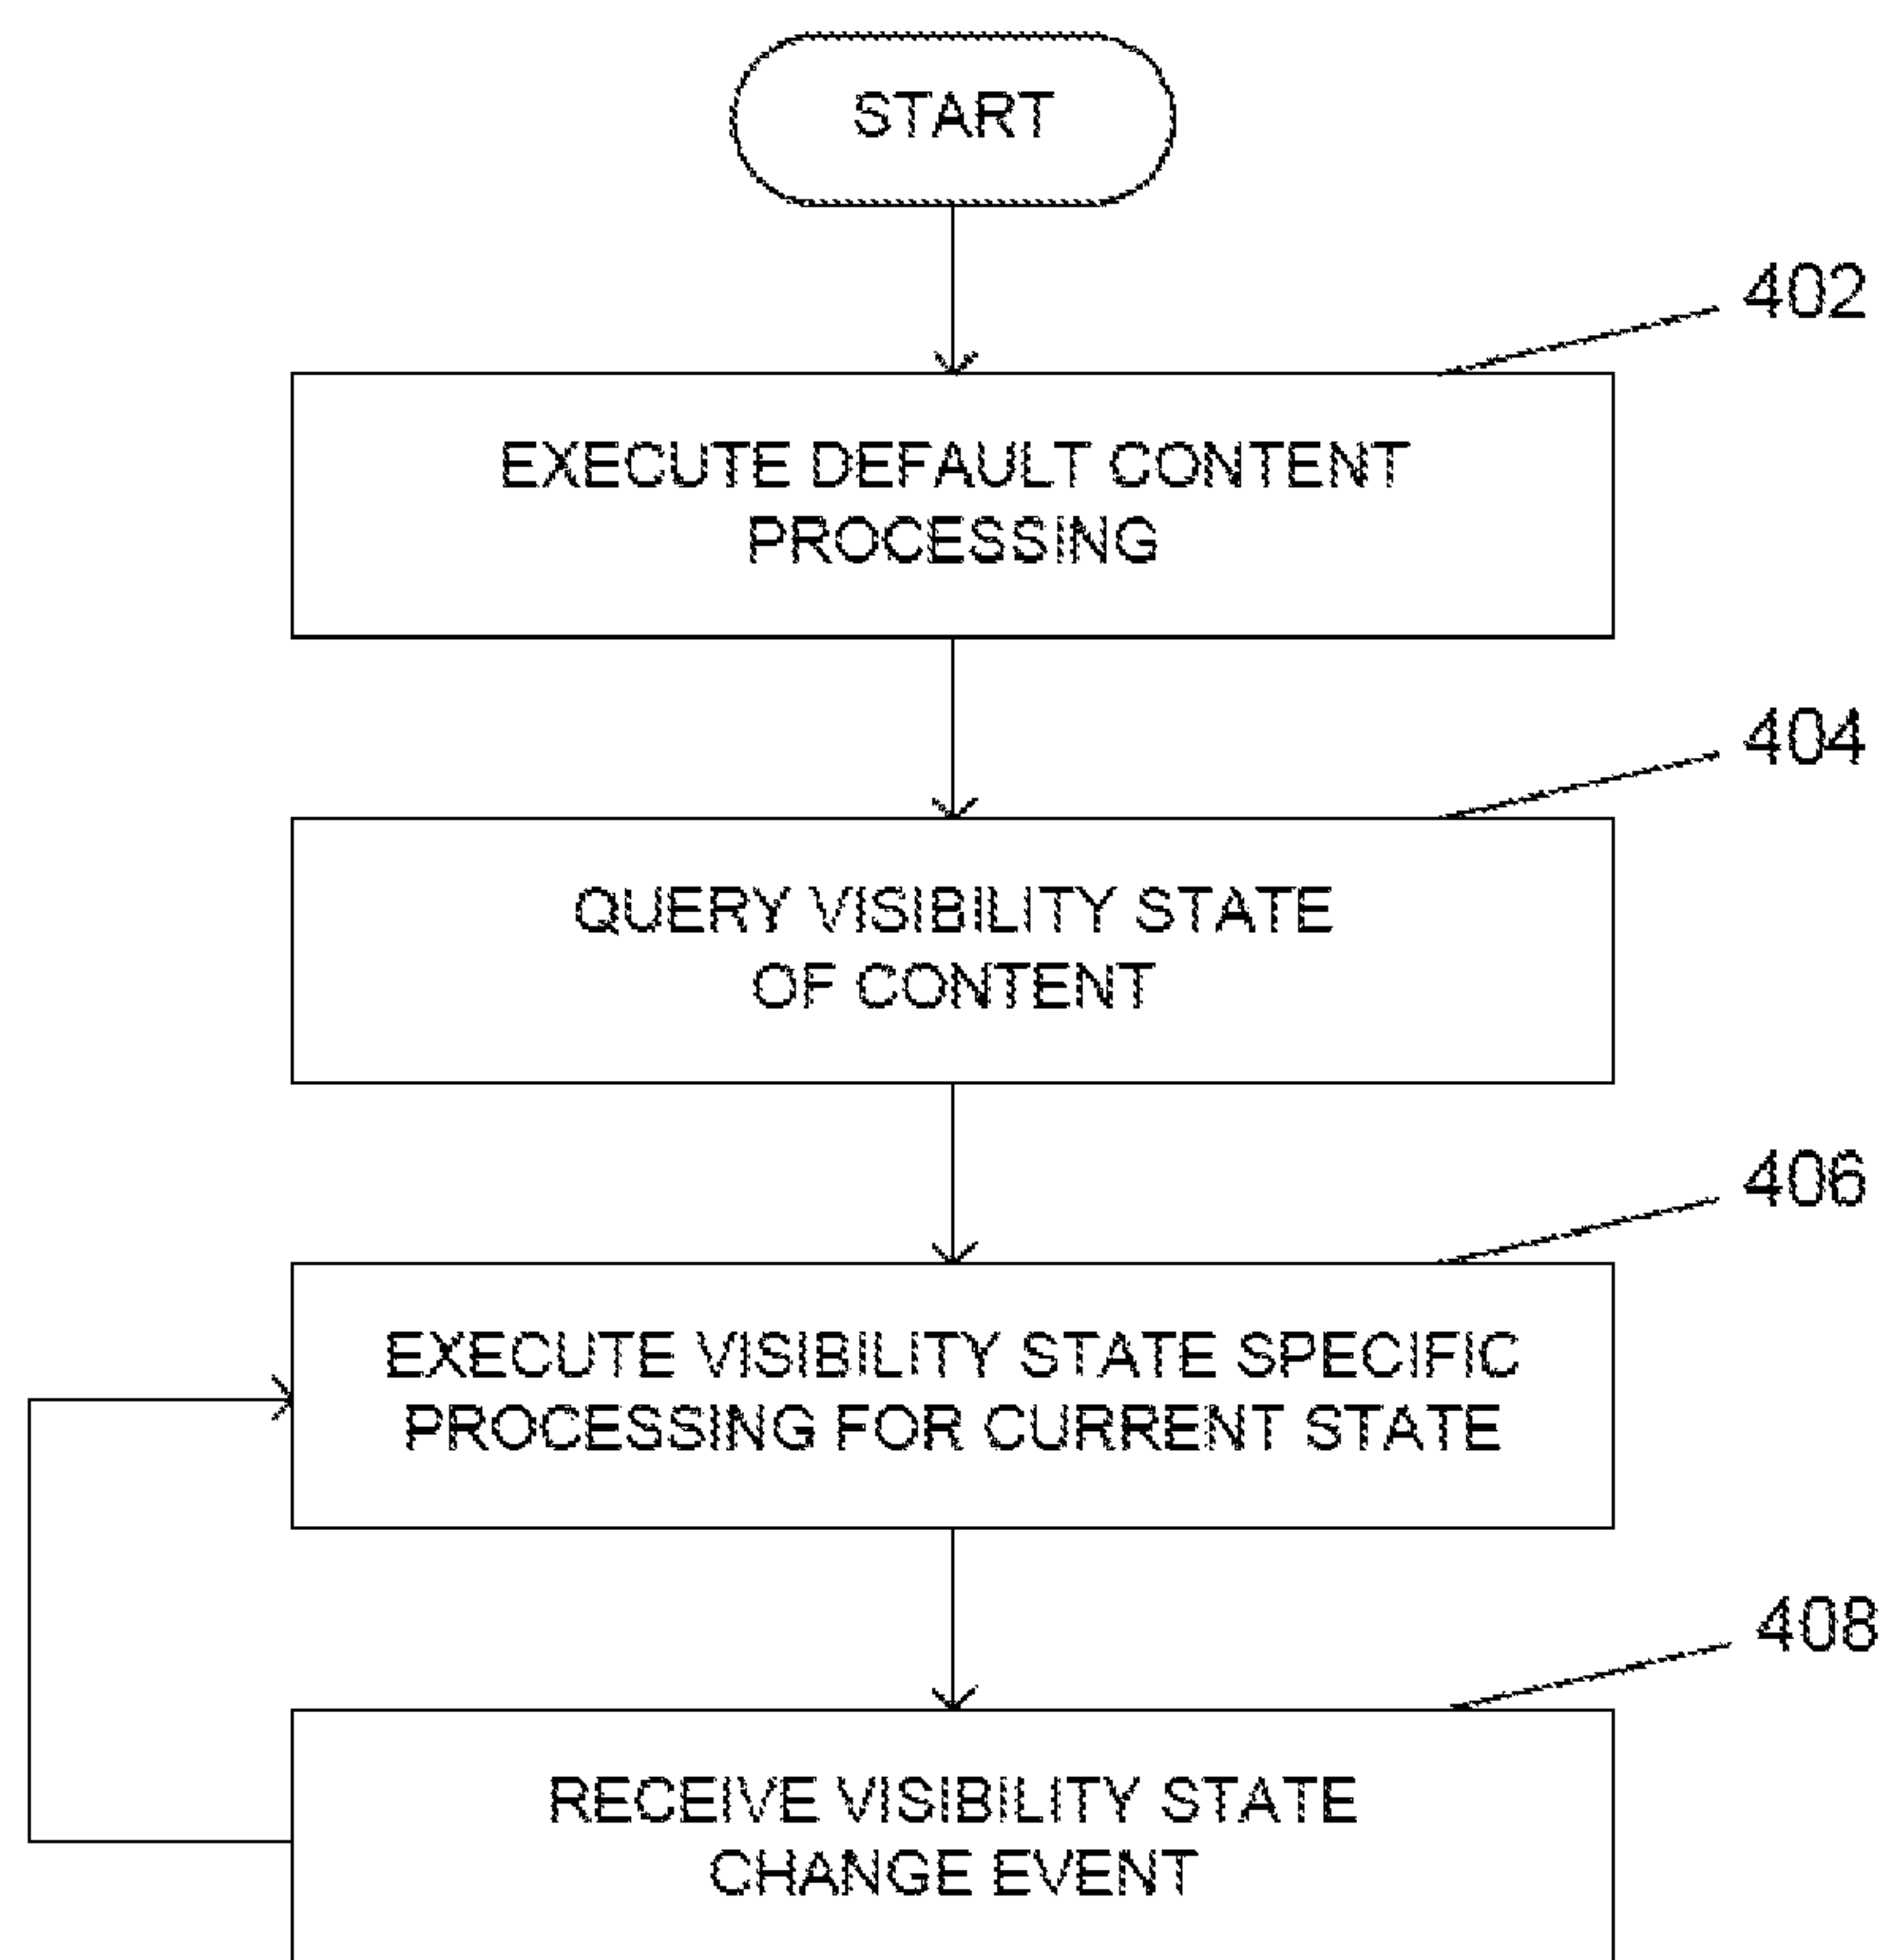 START
402
EXECUTE DEFAULT CONTENT
PROCESSING
404
QUERY VISIBILITY STATE
OF CONTENT
406
EXECUTE VISIBILITY STATE SPECIFIC
PROCESSING FOR CURRENT STATE
408
RECEIVE VISIBILITY STATE
CHANGE EVENT